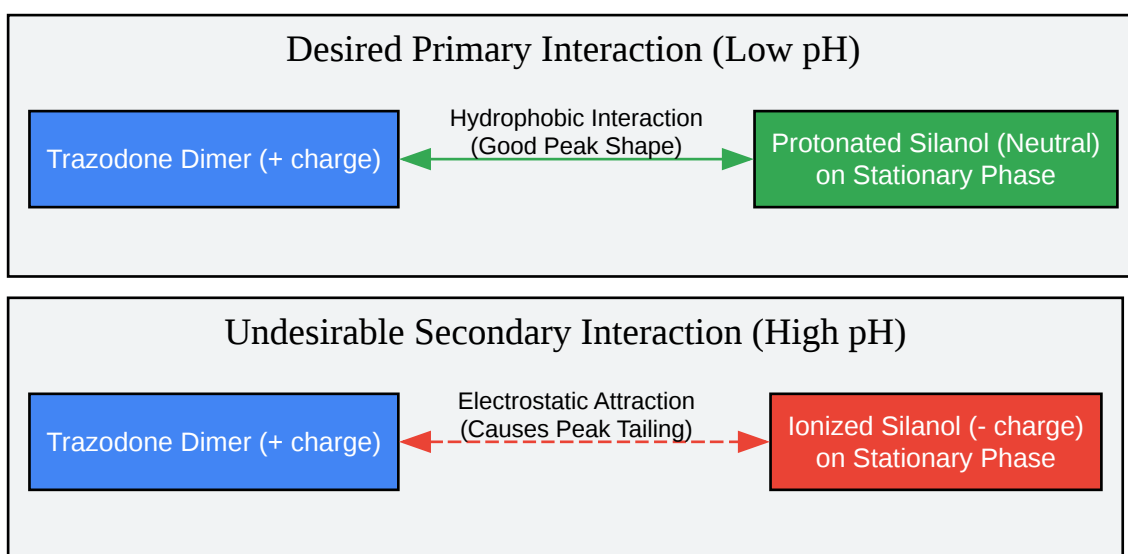 Desired Primary Interaction (Low pH)
Trazodone Dimer (+ charge)
Hydrophobic Interaction
(Good Peak Shape)
Protonated Silanol (Neutral)
on Stationary Phase
Undesirable Secondary Interaction (High pH)
Trazodone Dimer (+ charge)
Electrostatic Attraction
(Causes Peak Tailing)
Ionized Silanol (- charge)
on Stationary Phase